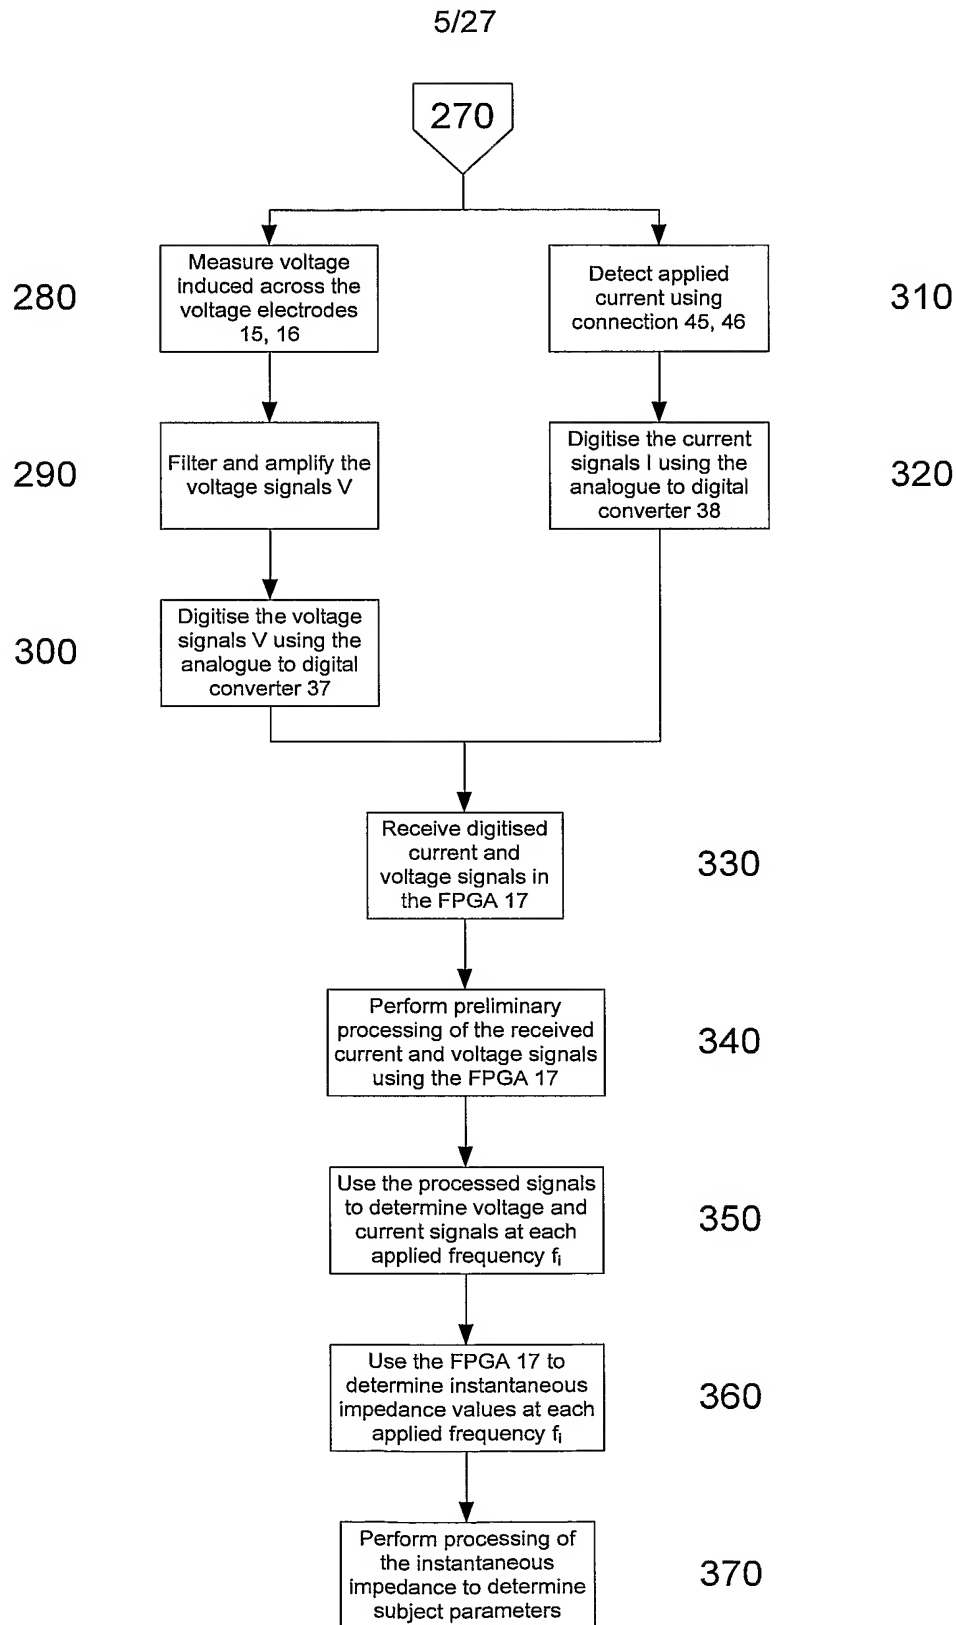 5/27
270
280
Measure voltage
induced across the
voltage electrodes
15, 16
Detect applied
current using
connection 45, 46
310
290
Filter and amplify the
voltage signals V
Digitise the current
signals I using the
analogue to digital
converter 38
320
300
Digitise the voltage
signals V using the
analogue to digital
converter 37
Receive digitised
current and
voltage signals in
the FPGA 17
330
Perform preliminary
processing of the received
current and voltage signals
using the FPGA 17
340
Use the processed signals
to determine voltage and
current signals at each
applied frequency fi
350
Use the FPGA 17 to
determine instantaneous
impedance values at each
applied frequency fi
360
Perform processing of
the instantaneous
impedance to determine
subject parameters
370